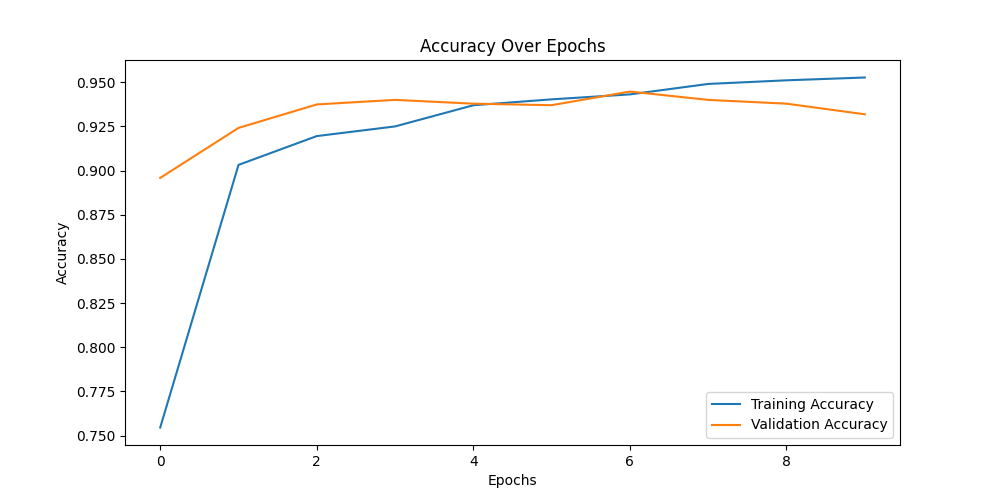 Accuracy Over Epochs
Accuracy
0.950
0.925
0.900
0.875
0.850
0.825
0.800
0.775
0.750
0
2
4
6
8
Epochs
Training Accuracy
Validation Accuracy